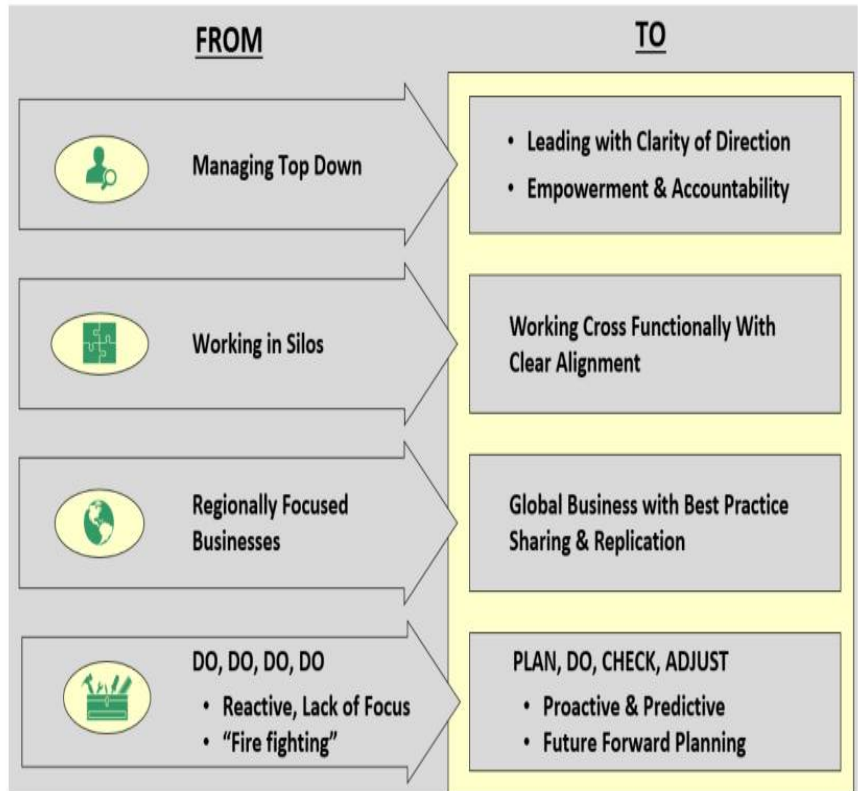 FROM
TO
Managing Top Down
• Leading with Clarity of Direction
• Empowerment & Accountability
Working in Silos
Working Cross Functionally With
Clear Alignment
Regionally Focused
Businesses
Global Business with Best Practice
Sharing & Replication
DO, DO, DO, DO
• Reactive, Lack of Focus
• “Fire fighting”
PLAN, DO, CHECK, ADJUST
• Proactive & Predictive
• Future Forward Planning